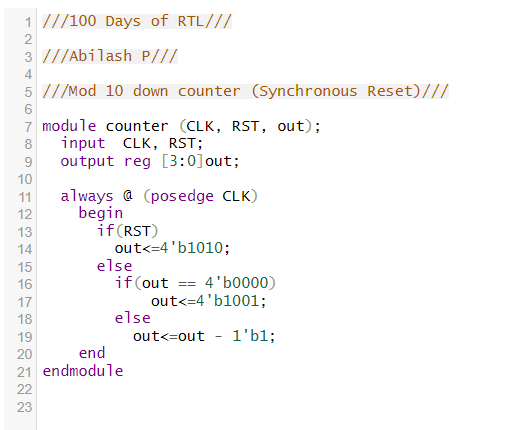 1 ///100 Days of RTL///
2
3 ///Abilash P///
4
5 ///Mod 10 down counter (Synchronous Reset)///
6
7 module counter (CLK, RST, out);
8   input  CLK, RST;
9   output reg [3:0]out;
10
11   always @ (posedge CLK)
12     begin
13       if(RST)
14         out<=4'b1010;
15       else
16         if(out == 4'b0000)
17             out<=4'b1001;
18         else
19           out<=out - 1'b1;
20     end
21 endmodule
22
23